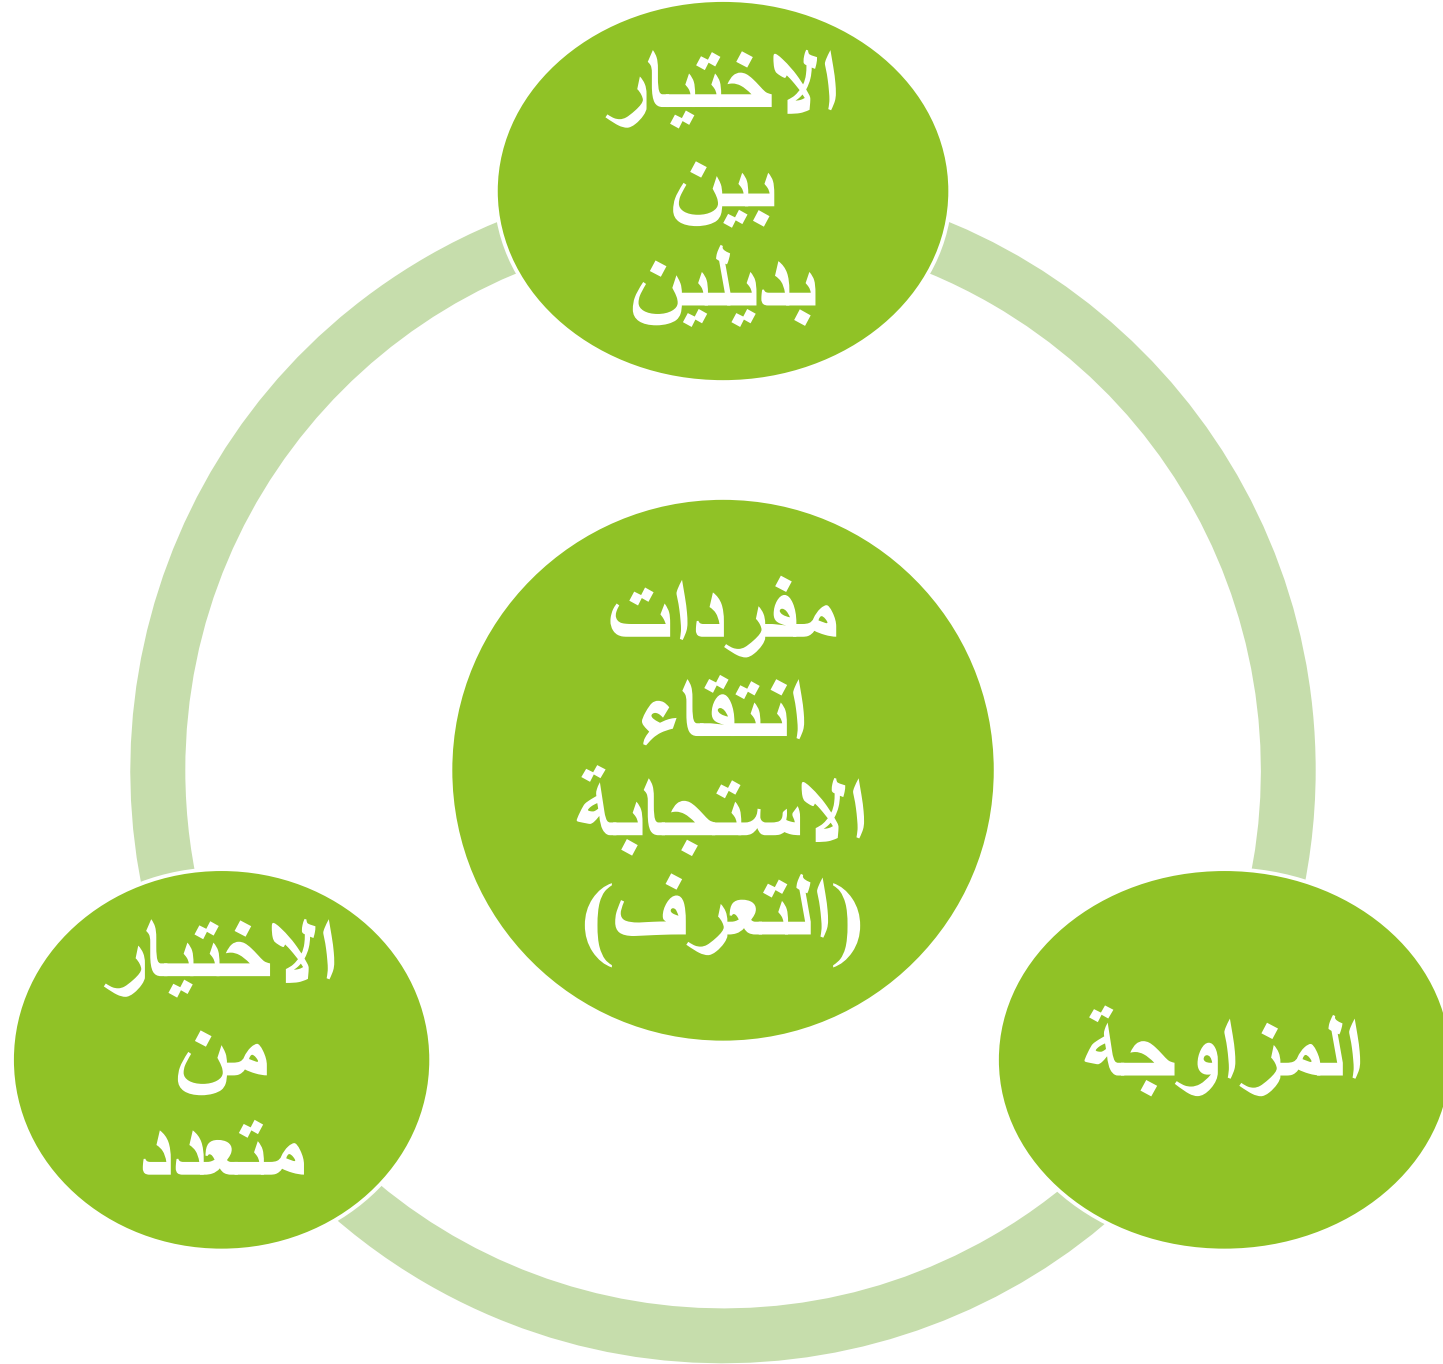 الاختيار
بين
بديلين
مفردات
انتقاء
الاستجابة
(التعرف)
المزاوجة
الاختيار
من
متعدد